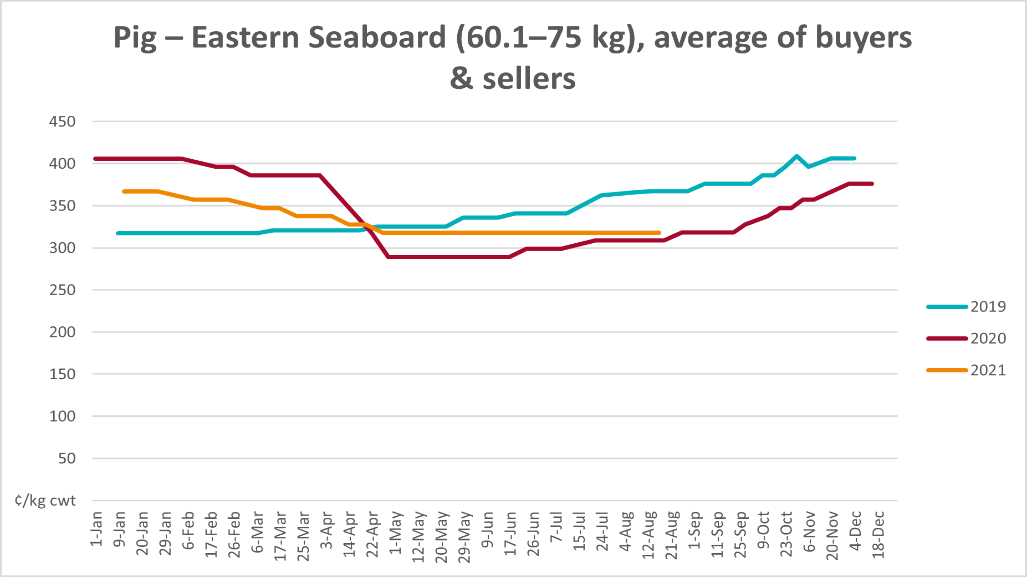 Pig – Eastern Seaboard (60.1–75 kg), average of buyers
& sellers
450
400
350
300
250
200
150
100
50
¢/kg cwt
1-Jan
9-Jan
20-Jan
29-Jan
6-Feb
17-Feb
26-Feb
6-Mar
17-Mar
25-Mar
3-Apr
14-Apr
22-Apr
1-May
12-May
20-May
29-May
9-Jun
17-Jun
26-Jun
7-Jul
15-Jul
24-Jul
4-Aug
12-Aug
21-Aug
1-Sep
11-Sep
25-Sep
9-Oct
23-Oct
6-Nov
20-Nov
4-Dec
18-Dec
2019
2020
2021